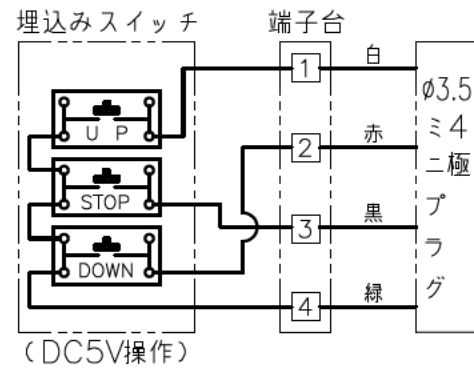 埋込みスイッチ
端子台
UP
STOP
DOWN
(DC5V操作)
1
2
3
4
白
赤
黒
緑
φ3.5
ミニプラグ
4極